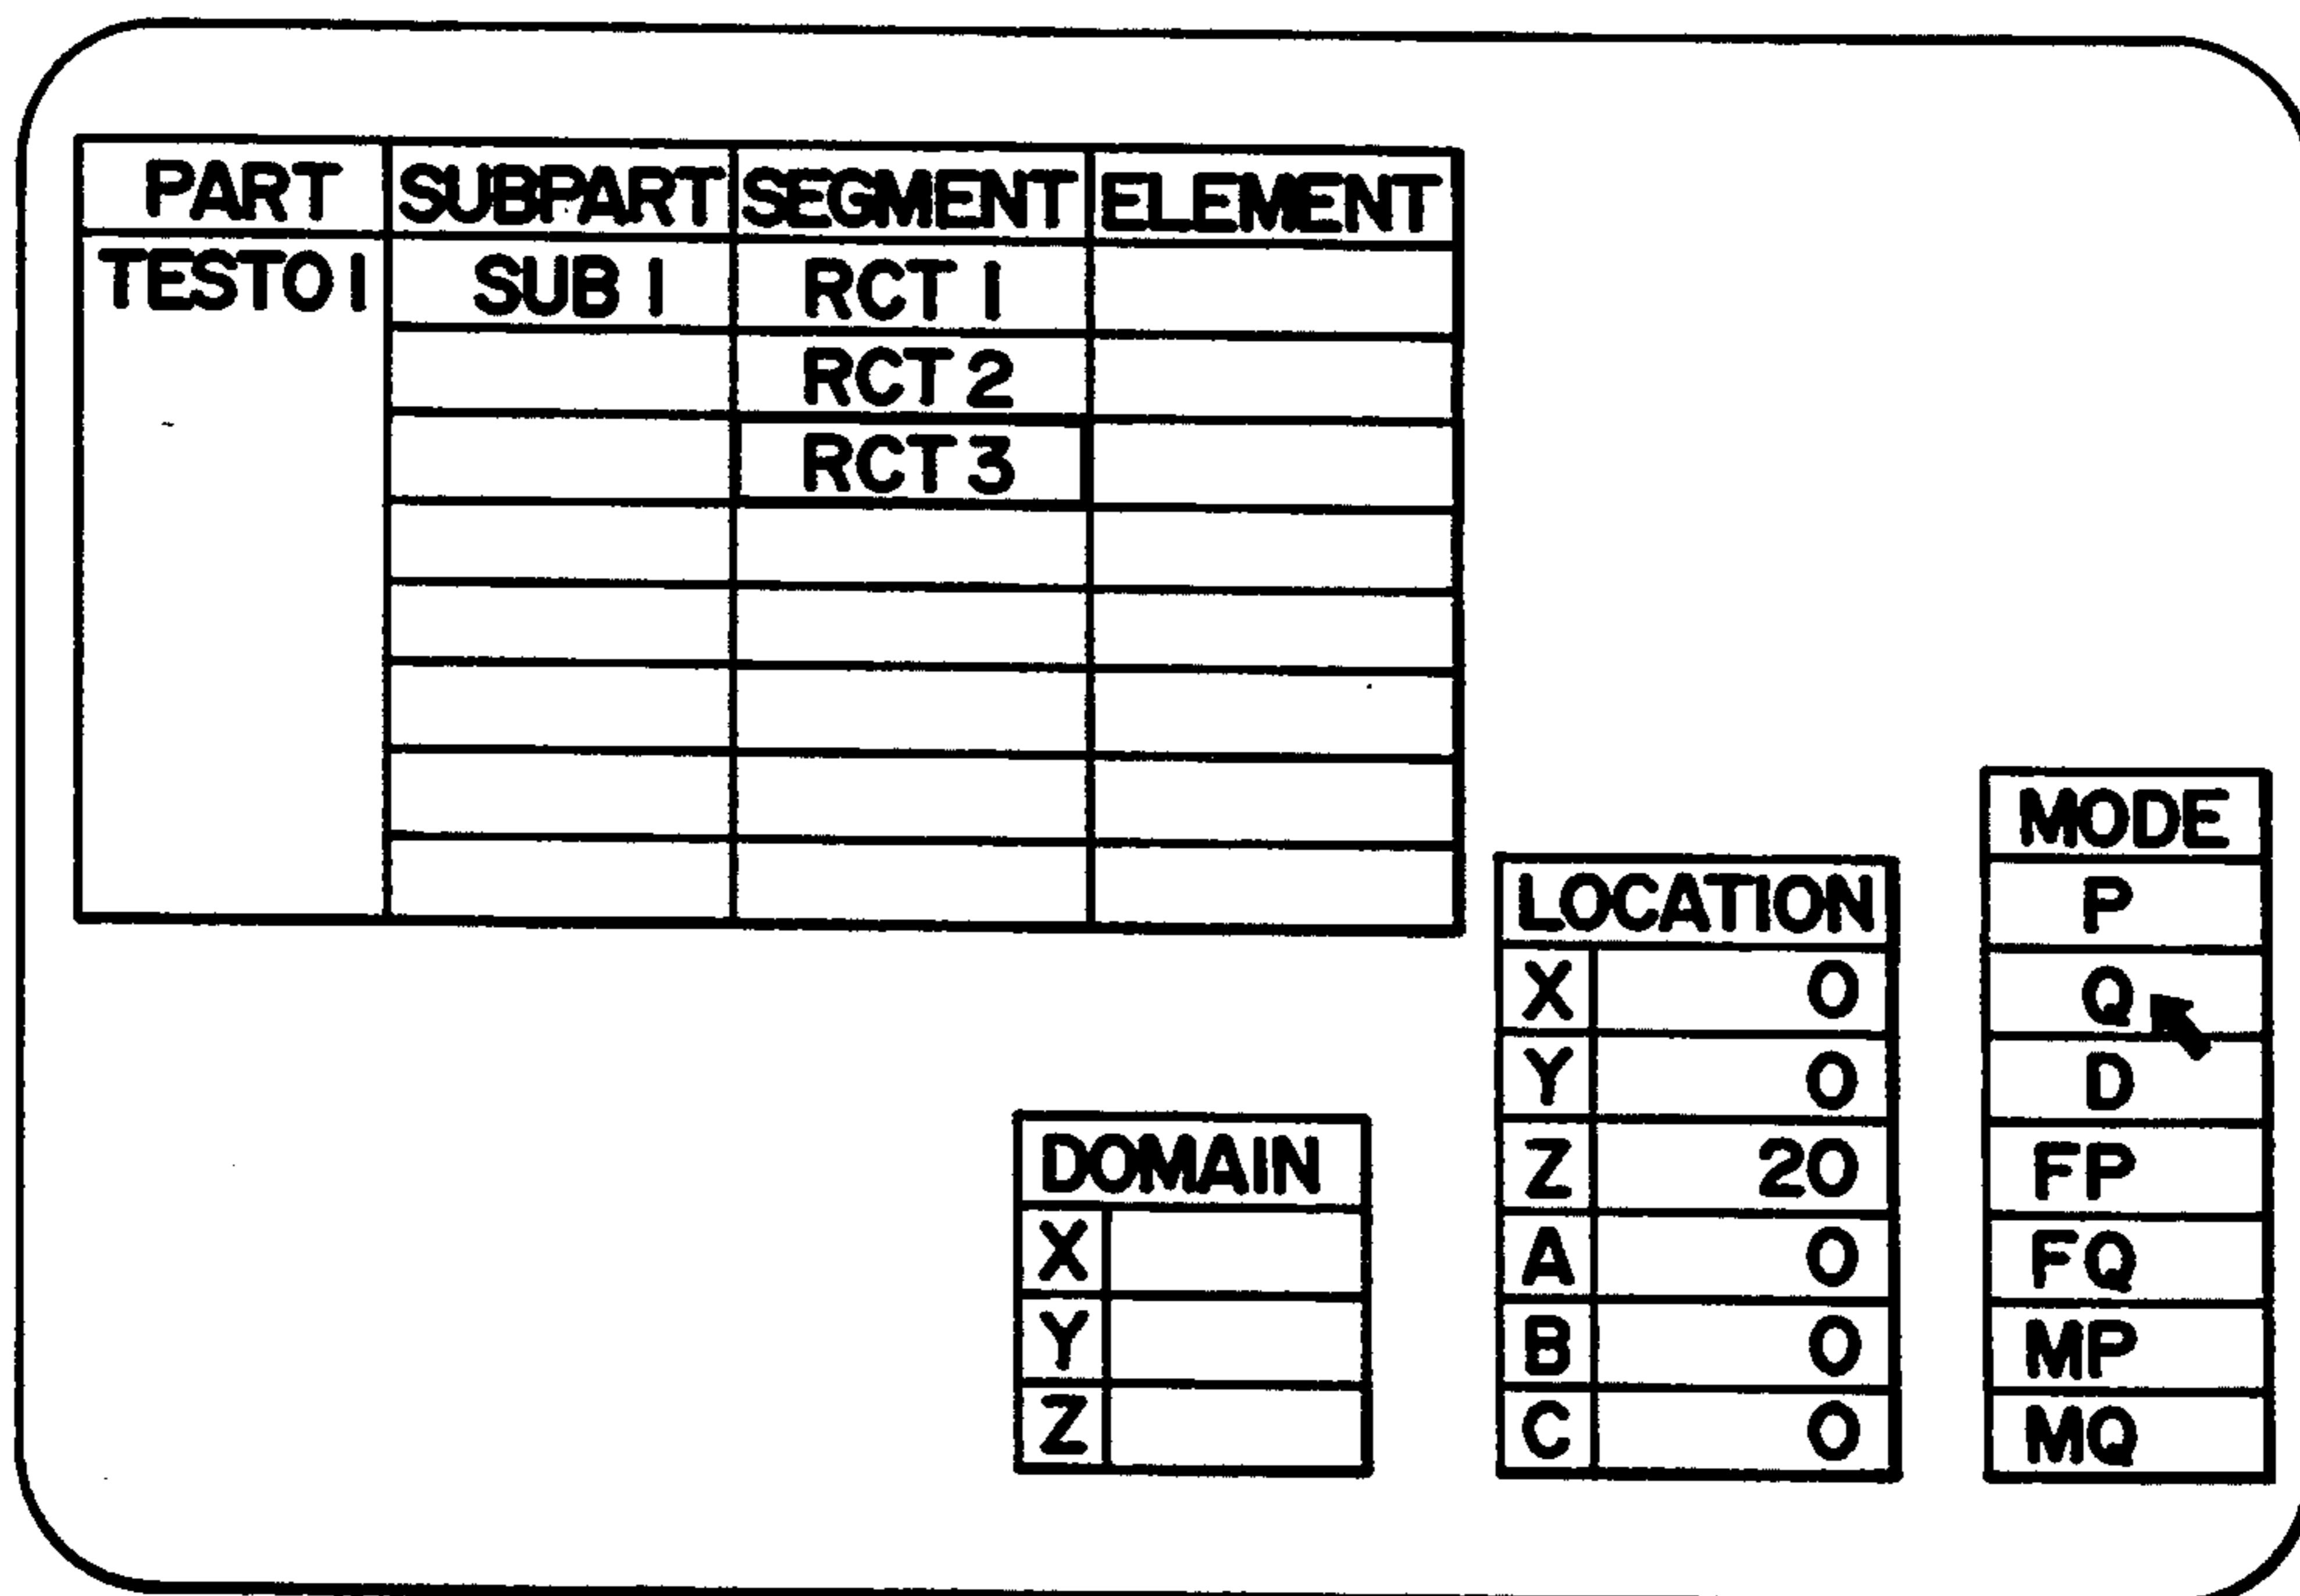 PART SUBPART SEGMENT ELEMENT
TEST01 SUB1 RCT1
RCT2
RCT3
DOMAIN
X
Y
Z
LOCATION
X 0
Y 0
Z 20
A 0
B 0
C 0
MODE
P
Q
D
FP
FQ
MP
MQ